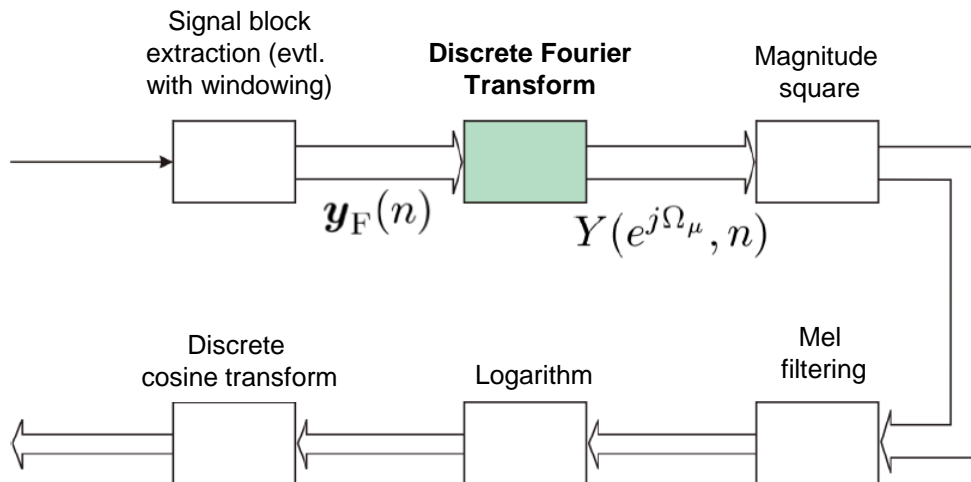 Signal block
extraction (evtl.
with windowing)
Discrete Fourier
Transform
Magnitude
square
𝒚_F(n)
Y(e^{jΩ_μ}, n)
Discrete
cosine transform
Logarithm
Mel
filtering